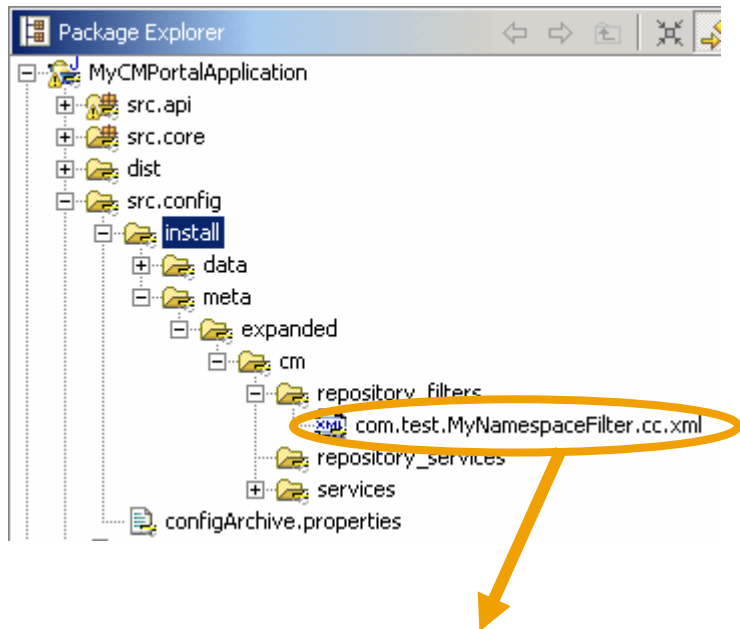 Package Explorer
MyCMPortalApplication
src.api
src.core
dist
src.config
install
data
meta
expanded
cm
repository_filters
com.test.MyNamespaceFilter.cc.xml
repository_services
services
configArchive.properties